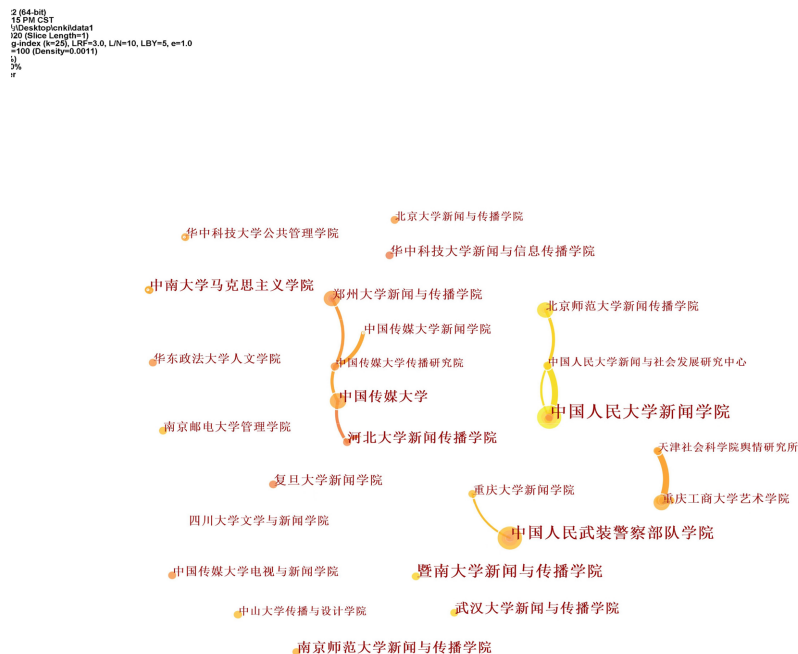 2 (64-bit)
15 PM CST
\Desktop\cnki\data1
020 (Slice Length=1)
g-index (k=25), LRF=3.0, L/N=10, LBY=5, e=1.0
=100 (Density=0.0011)
0%
北京大学新闻与传播学院
华中科技大学公共管理学院
华中科技大学新闻与信息传播学院
中南大学马克思主义学院
郑州大学新闻与传播学院
北京师范大学新闻传播学院
中国传媒大学新闻学院
华东政法大学人文学院
中国传媒大学传播研究院
中国人民大学新闻与社会发展研究中心
中国传媒大学
中国人民大学新闻学院
南京邮电大学管理学院
河北大学新闻传播学院
天津社会科学院舆情研究所
复旦大学新闻学院
重庆大学新闻学院
重庆工商大学艺术学院
四川大学文学与新闻学院
中国人民武装警察部队学院
中国传媒大学电视与新闻学院
暨南大学新闻与传播学院
中山大学传播与设计学院
武汉大学新闻与传播学院
南京师范大学新闻与传播学院